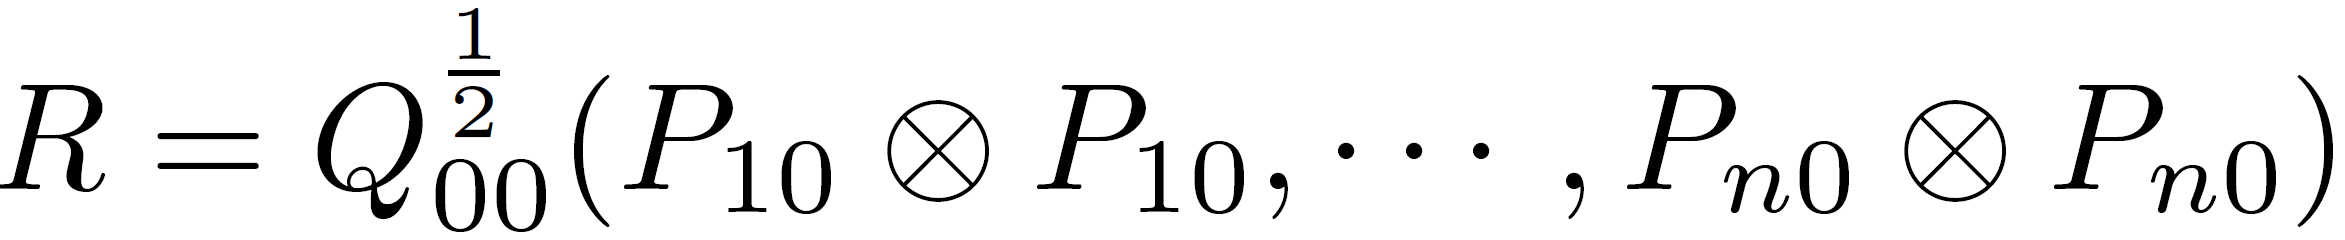 R = Q_{00}^{\frac{1}{2}}(P_{10} \otimes P_{10}, \cdots, P_{n0} \otimes P_{n0})